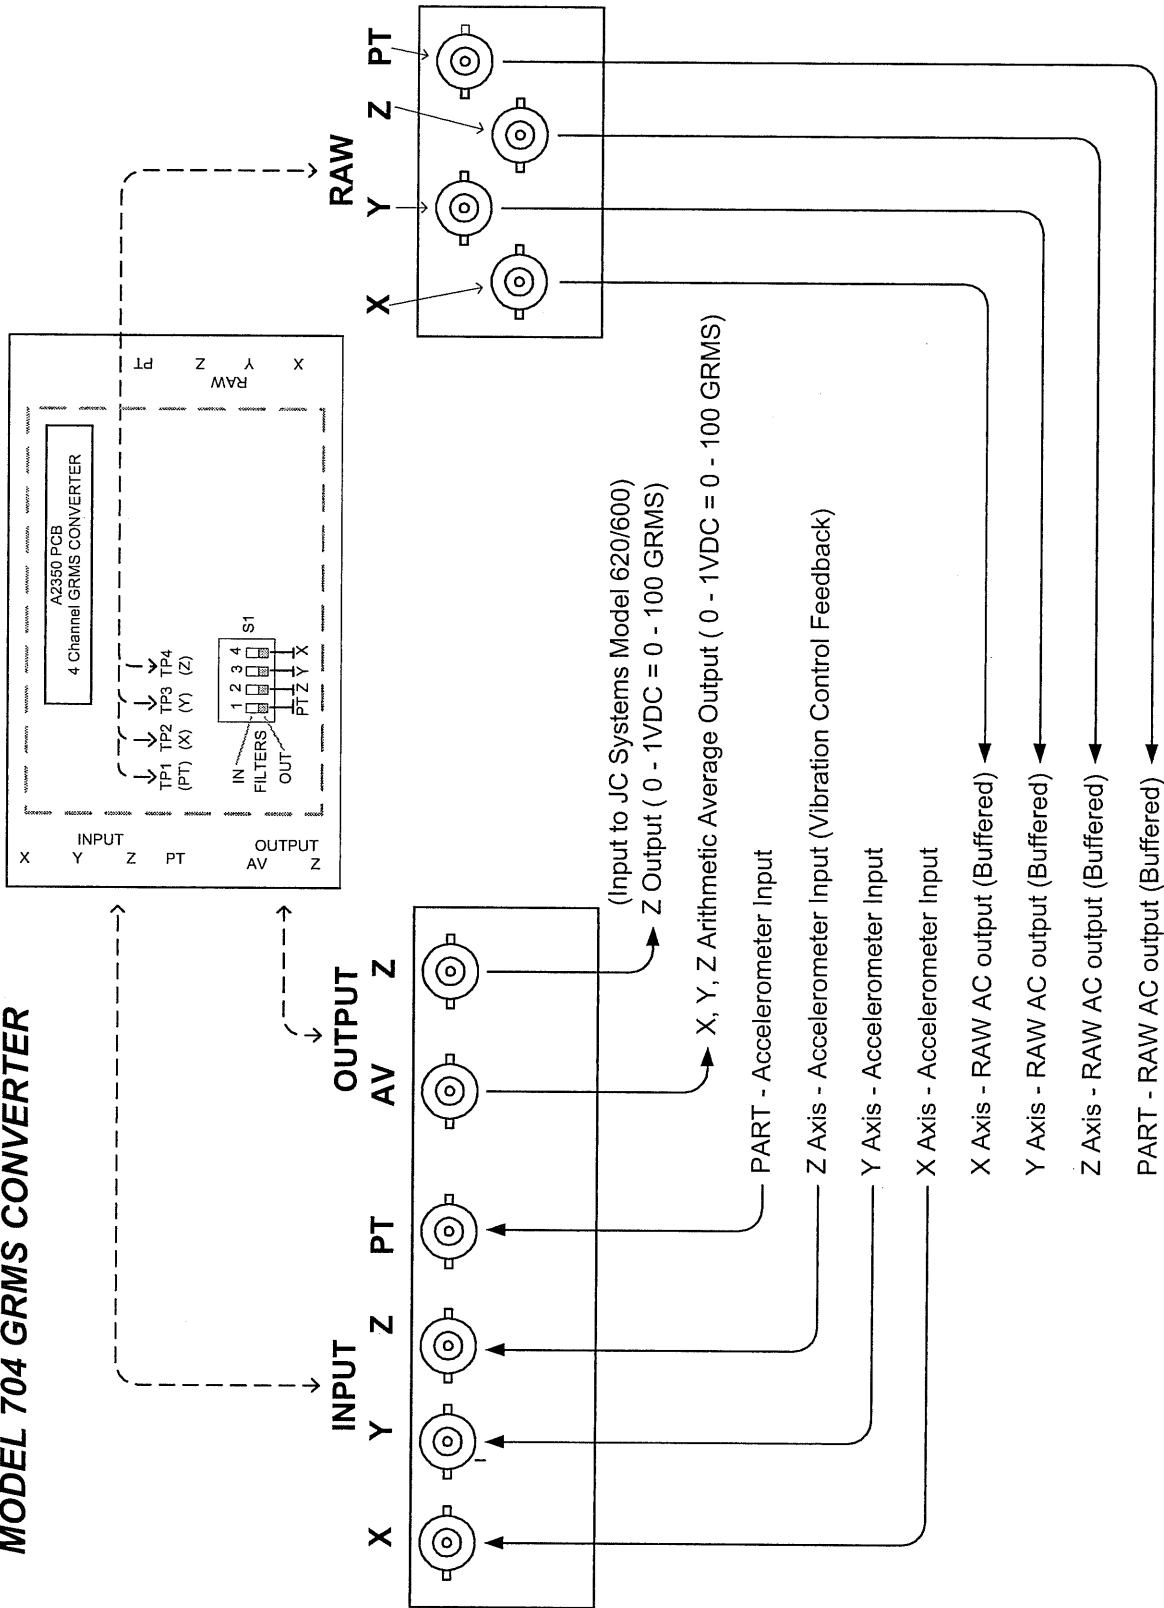 MODEL 704 GRMS CONVERTER
A2350 PCB
4 Channel GRMS CONVERTER
INPUT
X
Y
Z
PT
OUTPUT
AV
Z
TP1 TP2 TP3 TP4
(PT) (X) (Y) (Z)
S1
1 2 3 4
IN
FILTERS
OUT
PT Z Y X
PT
Z
Y
X
RAW
INPUT
X Y Z PT
OUTPUT
AV Z
RAW
X Y Z PT
(Input to JC Systems Model 620/600)
Z Output ( 0 - 1VDC = 0 - 100 GRMS)
X, Y, Z Arithmetic Average Output ( 0 - 1VDC = 0 - 100 GRMS)
PART - Accelerometer Input
Z Axis - Accelerometer Input (Vibration Control Feedback)
Y Axis - Accelerometer Input
X Axis - Accelerometer Input
X Axis - RAW AC output (Buffered)
Y Axis - RAW AC output (Buffered)
Z Axis - RAW AC output (Buffered)
PART - RAW AC output (Buffered)